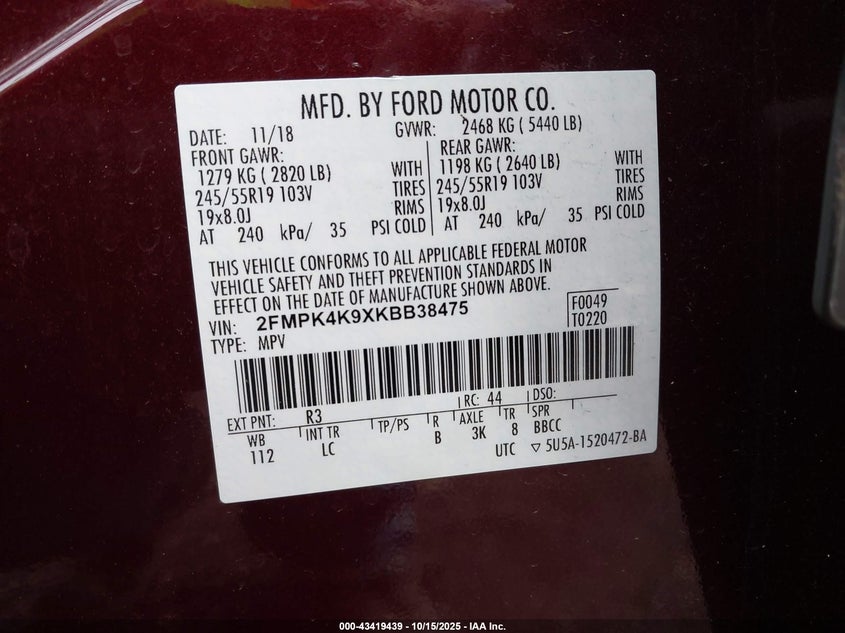 MFD. BY FORD MOTOR CO.
DATE: 11/18 GVWR: 2468 KG ( 5440 LB)
FRONT GAWR: REAR GAWR:
1279 KG ( 2820 LB) WITH 1198 KG ( 2640 LB) WITH
245/55R19 103V TIRES 245/55R19 103V TIRES
19x8.0J RIMS 19x8.0J RIMS
AT 240 kPa/ 35 PSI COLD AT 240 kPa/ 35 PSI COLD
THIS VEHICLE CONFORMS TO ALL APPLICABLE FEDERAL MOTOR
VEHICLE SAFETY AND THEFT PREVENTION STANDARDS IN
EFFECT ON THE DATE OF MANUFACTURE SHOWN ABOVE.
VIN: 2FMPK4K9XKBB38475 F0049
TYPE: MPV T0220
EXT PNT: R3 RC: 44 DSO:
WB INT TR TP/PS R AXLE TR SPR
112 LC B 3K 8 BBCC
UTC ▽ 5U5A-1520472-BA
000-43419439 - 10/15/2025 - IAA Inc.